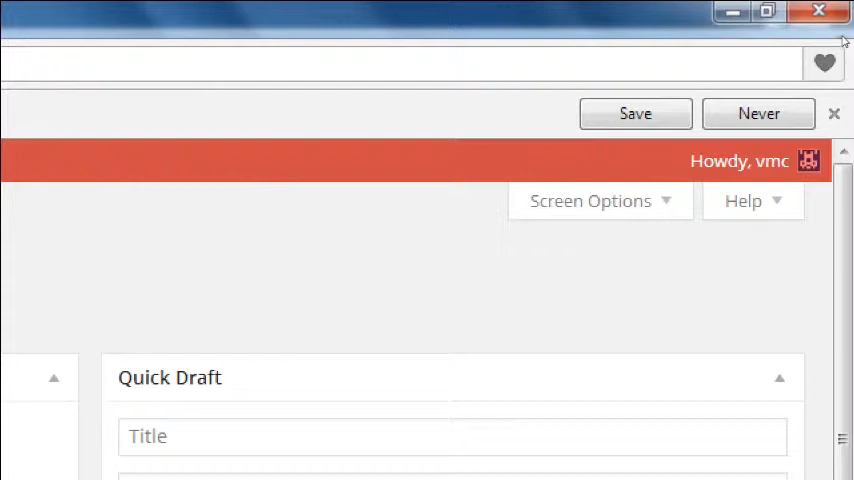 Save Never
Howdy, vmc
Screen Options Help
Quick Draft
Title